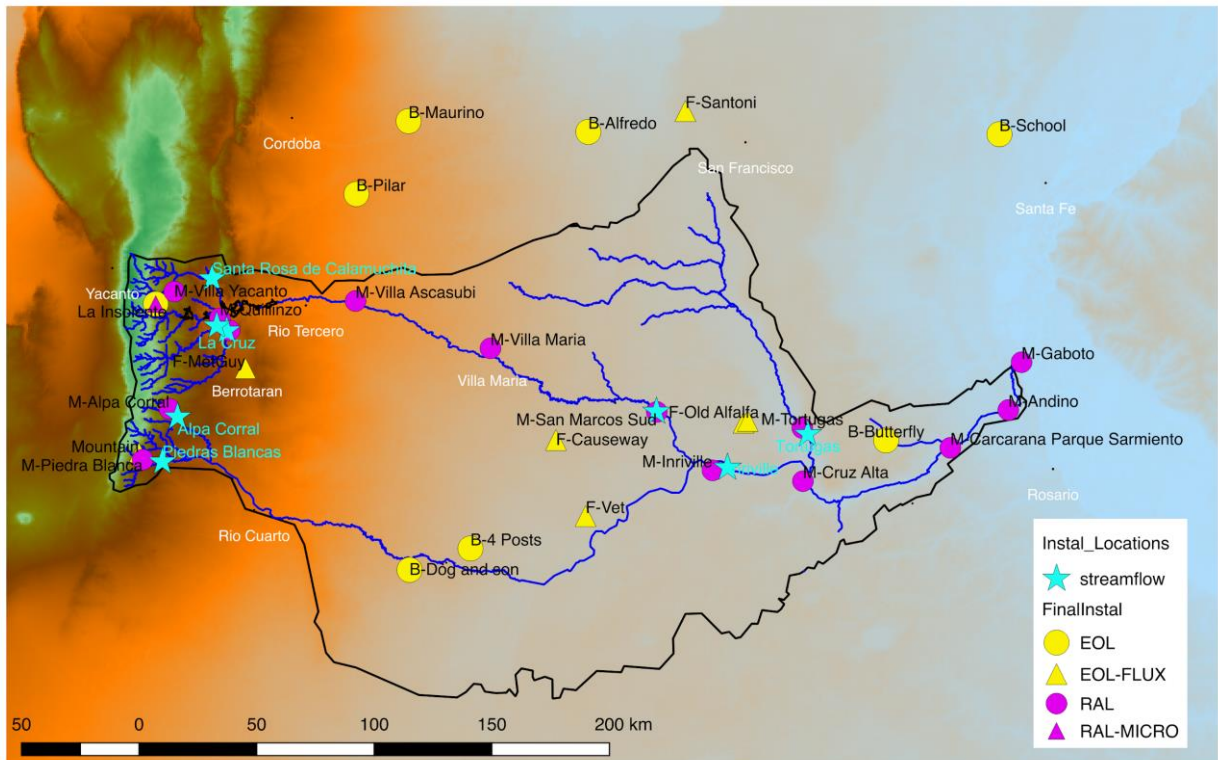 F-Santoni
B-Maurino
B-Alfredo
B-School
Cordoba
San Francisco
B-Pilar
Santa Fe
Santa Rosa de Calamuchita
Yacanto
M-Villa Yacanto
M-Villa Ascasubi
La Insolente
M-Quillinzo
Rio Tercero
La Cruz
M-Villa Maria
F-MetGuy
M-Gaboto
Villa Maria
Berrotaran
M-Alpa Corral
M-Andino
M-San Marcos Sud
F-Old Alfalfa
M-Tortugas
Alpa Corral
B-Butterfly
F-Causeway
Tortugas
Mountain
Piedras Blancas
M-Carcarana Parque Sarmiento
M-Piedra Blanca
M-Inriville
M-Cruz Alta
Rosario
F-Vet
Rio Cuarto
B-4 Posts
B-Dog and son
Instal_Locations
streamflow
FinalInstal
EOL
EOL-FLUX
RAL
RAL-MICRO
50 0 50 100 150 200 km